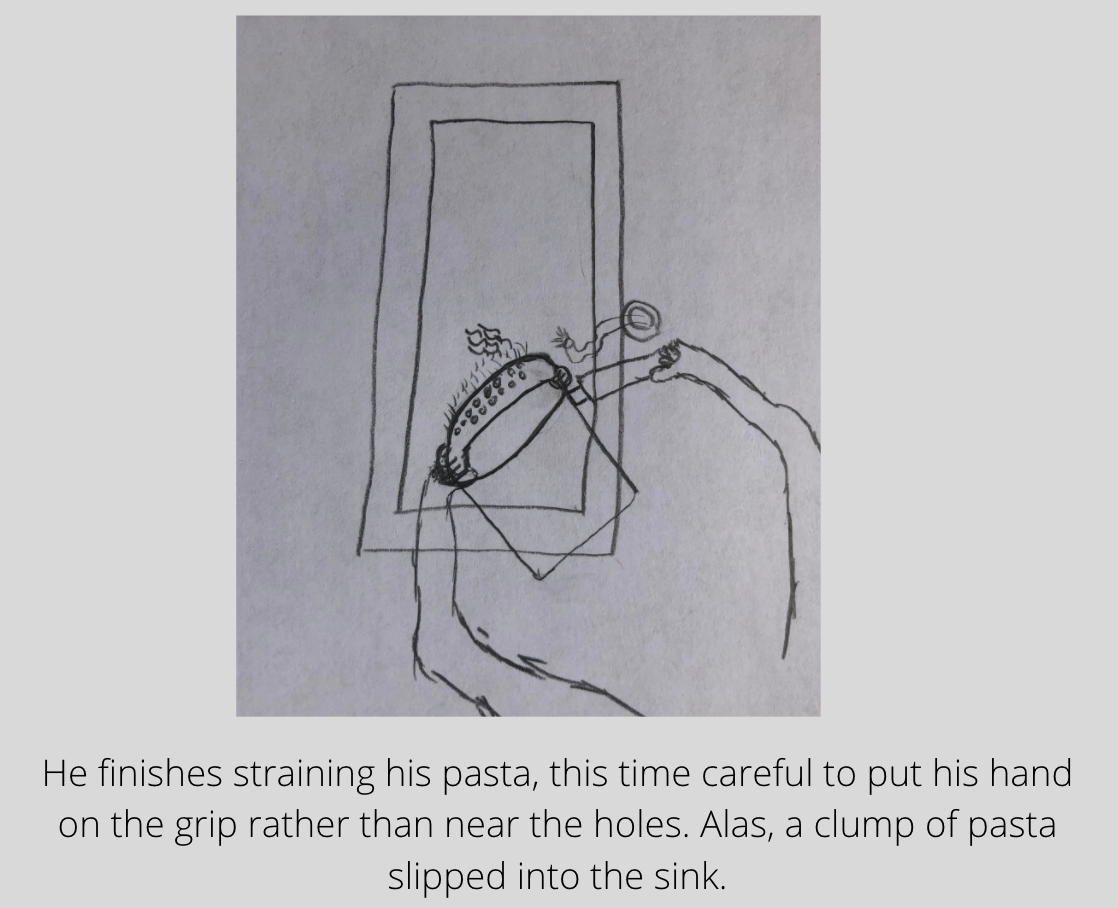 He finishes straining his pasta, this time careful to put his hand
on the grip rather than near the holes. Alas, a clump of pasta
slipped into the sink.